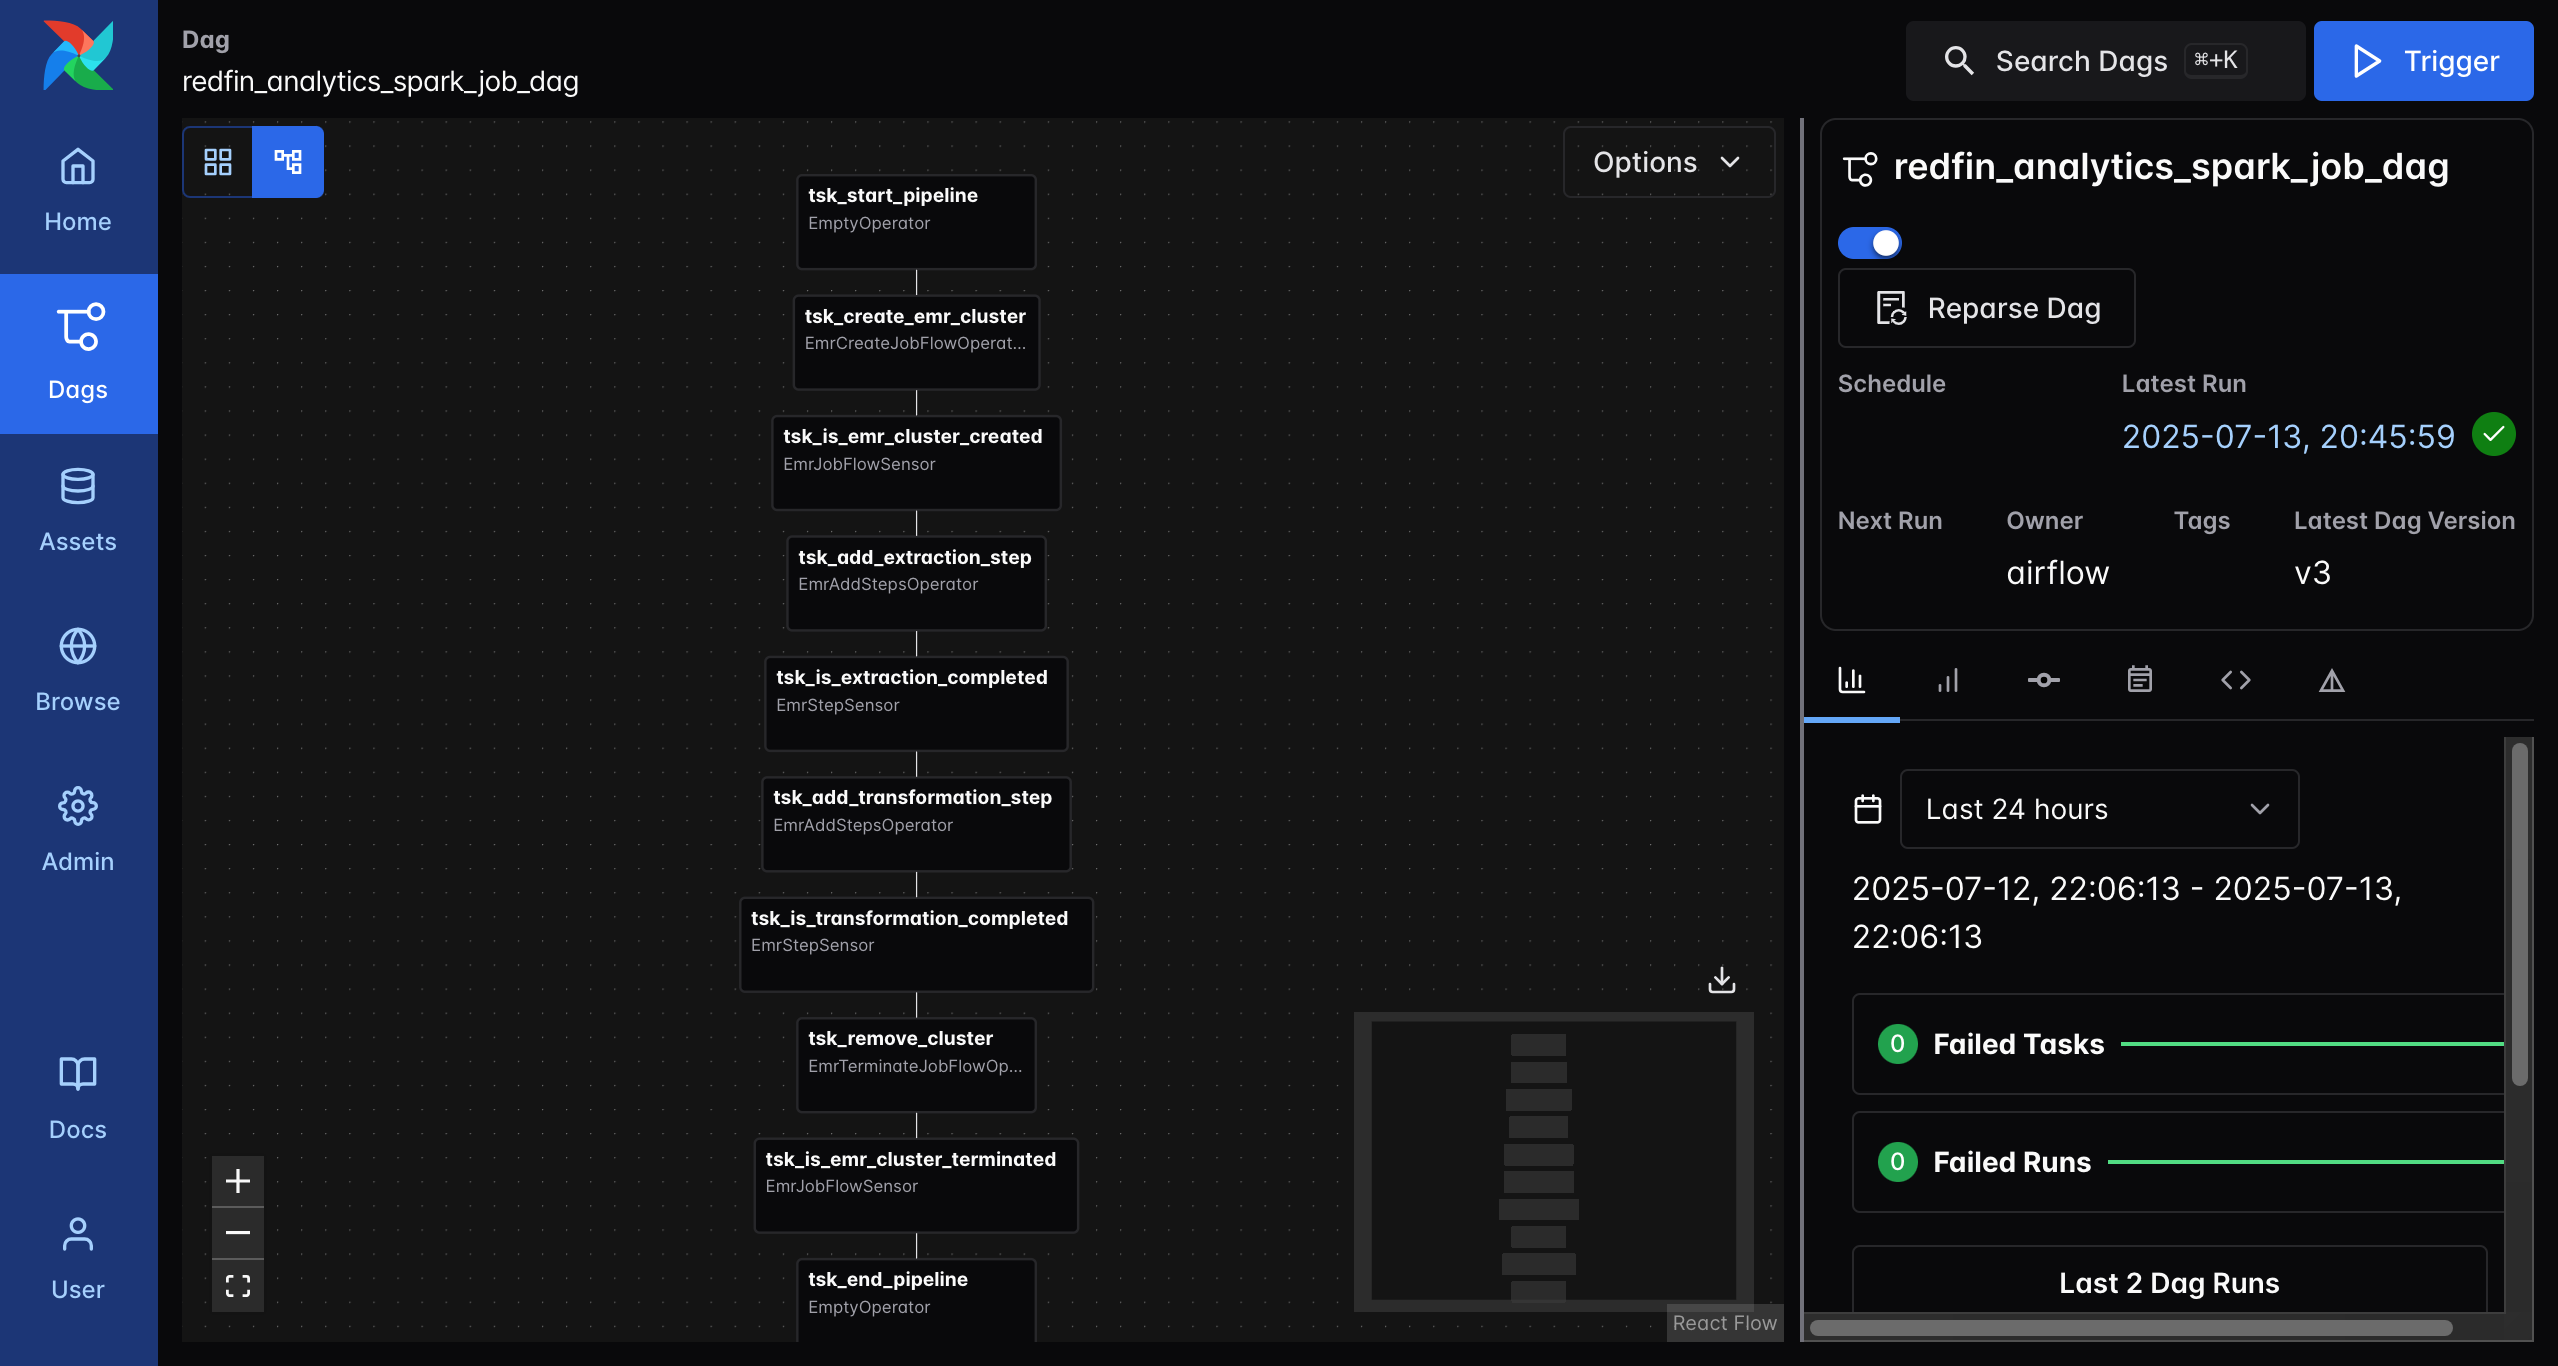 Dag
redfin_analytics_spark_job_dag
Search Dags ⌘+K
Trigger
Home
Dags
Assets
Browse
Admin
Docs
User
Options
tsk_start_pipeline
EmptyOperator
tsk_create_emr_cluster
EmrCreateJobFlowOperat...
tsk_is_emr_cluster_created
EmrJobFlowSensor
tsk_add_extraction_step
EmrAddStepsOperator
tsk_is_extraction_completed
EmrStepSensor
tsk_add_transformation_step
EmrAddStepsOperator
tsk_is_transformation_completed
EmrStepSensor
tsk_remove_cluster
EmrTerminateJobFlowOp...
tsk_is_emr_cluster_terminated
EmrJobFlowSensor
tsk_end_pipeline
EmptyOperator
React Flow
redfin_analytics_spark_job_dag
Reparse Dag
Schedule
Latest Run
2025-07-13, 20:45:59
Next Run
Owner
Tags
Latest Dag Version
airflow
v3
Last 24 hours
2025-07-12, 22:06:13 - 2025-07-13,
22:06:13
0 Failed Tasks
0 Failed Runs
Last 2 Dag Runs